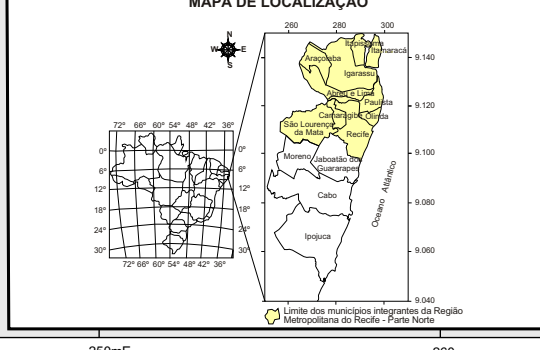 MAPA DE LOCALIZAÇÃO
260 280 300
N
W E
S
Itapissuma
Itamaracá
9.140
Araçoiaba
Igarassu
Abreu e Lima
Paulista
9.120
Camaragibe Olinda
São Lourenço
da Mata
Recife
72° 66° 60° 54° 48° 42° 36°
0° 0°
6° 6°
12° 12°
18° 18°
24° 24°
30° 30°
72° 66° 60° 54° 48° 42° 36°
9.100
Moreno
Jaboatão dos
Guararapes
Cabo
9.080
Oceano Atlântico
Ipojuca
9.060
9.040
Limite dos municípios integrantes da Região
Metropolitana do Recife - Parte Norte